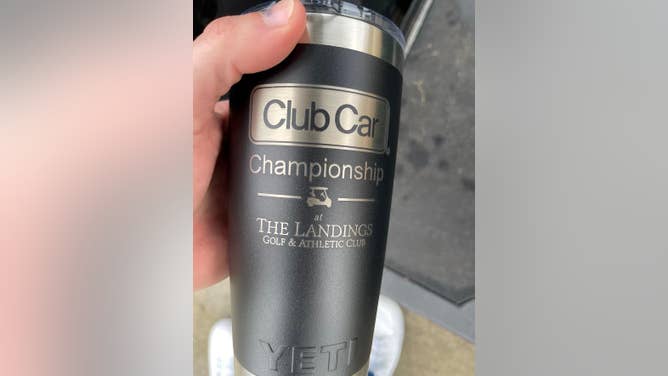 Club Car
Championship
at
THE LANDINGS
GOLF & ATHLETIC CLUB
YETI